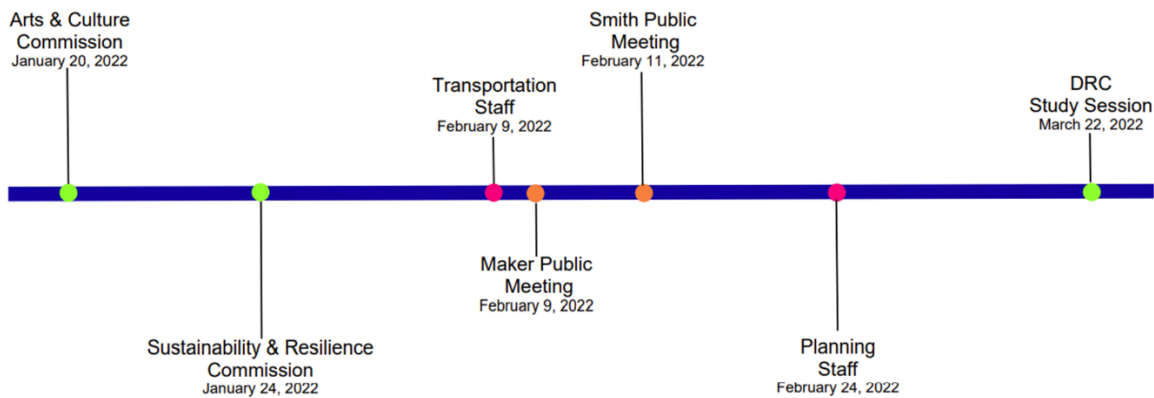 Arts & Culture
Commission
January 20, 2022
Sustainability & Resilience
Commission
January 24, 2022
Transportation
Staff
February 9, 2022
Maker Public
Meeting
February 9, 2022
Smith Public
Meeting
February 11, 2022
Planning
Staff
February 24, 2022
DRC
Study Session
March 22, 2022